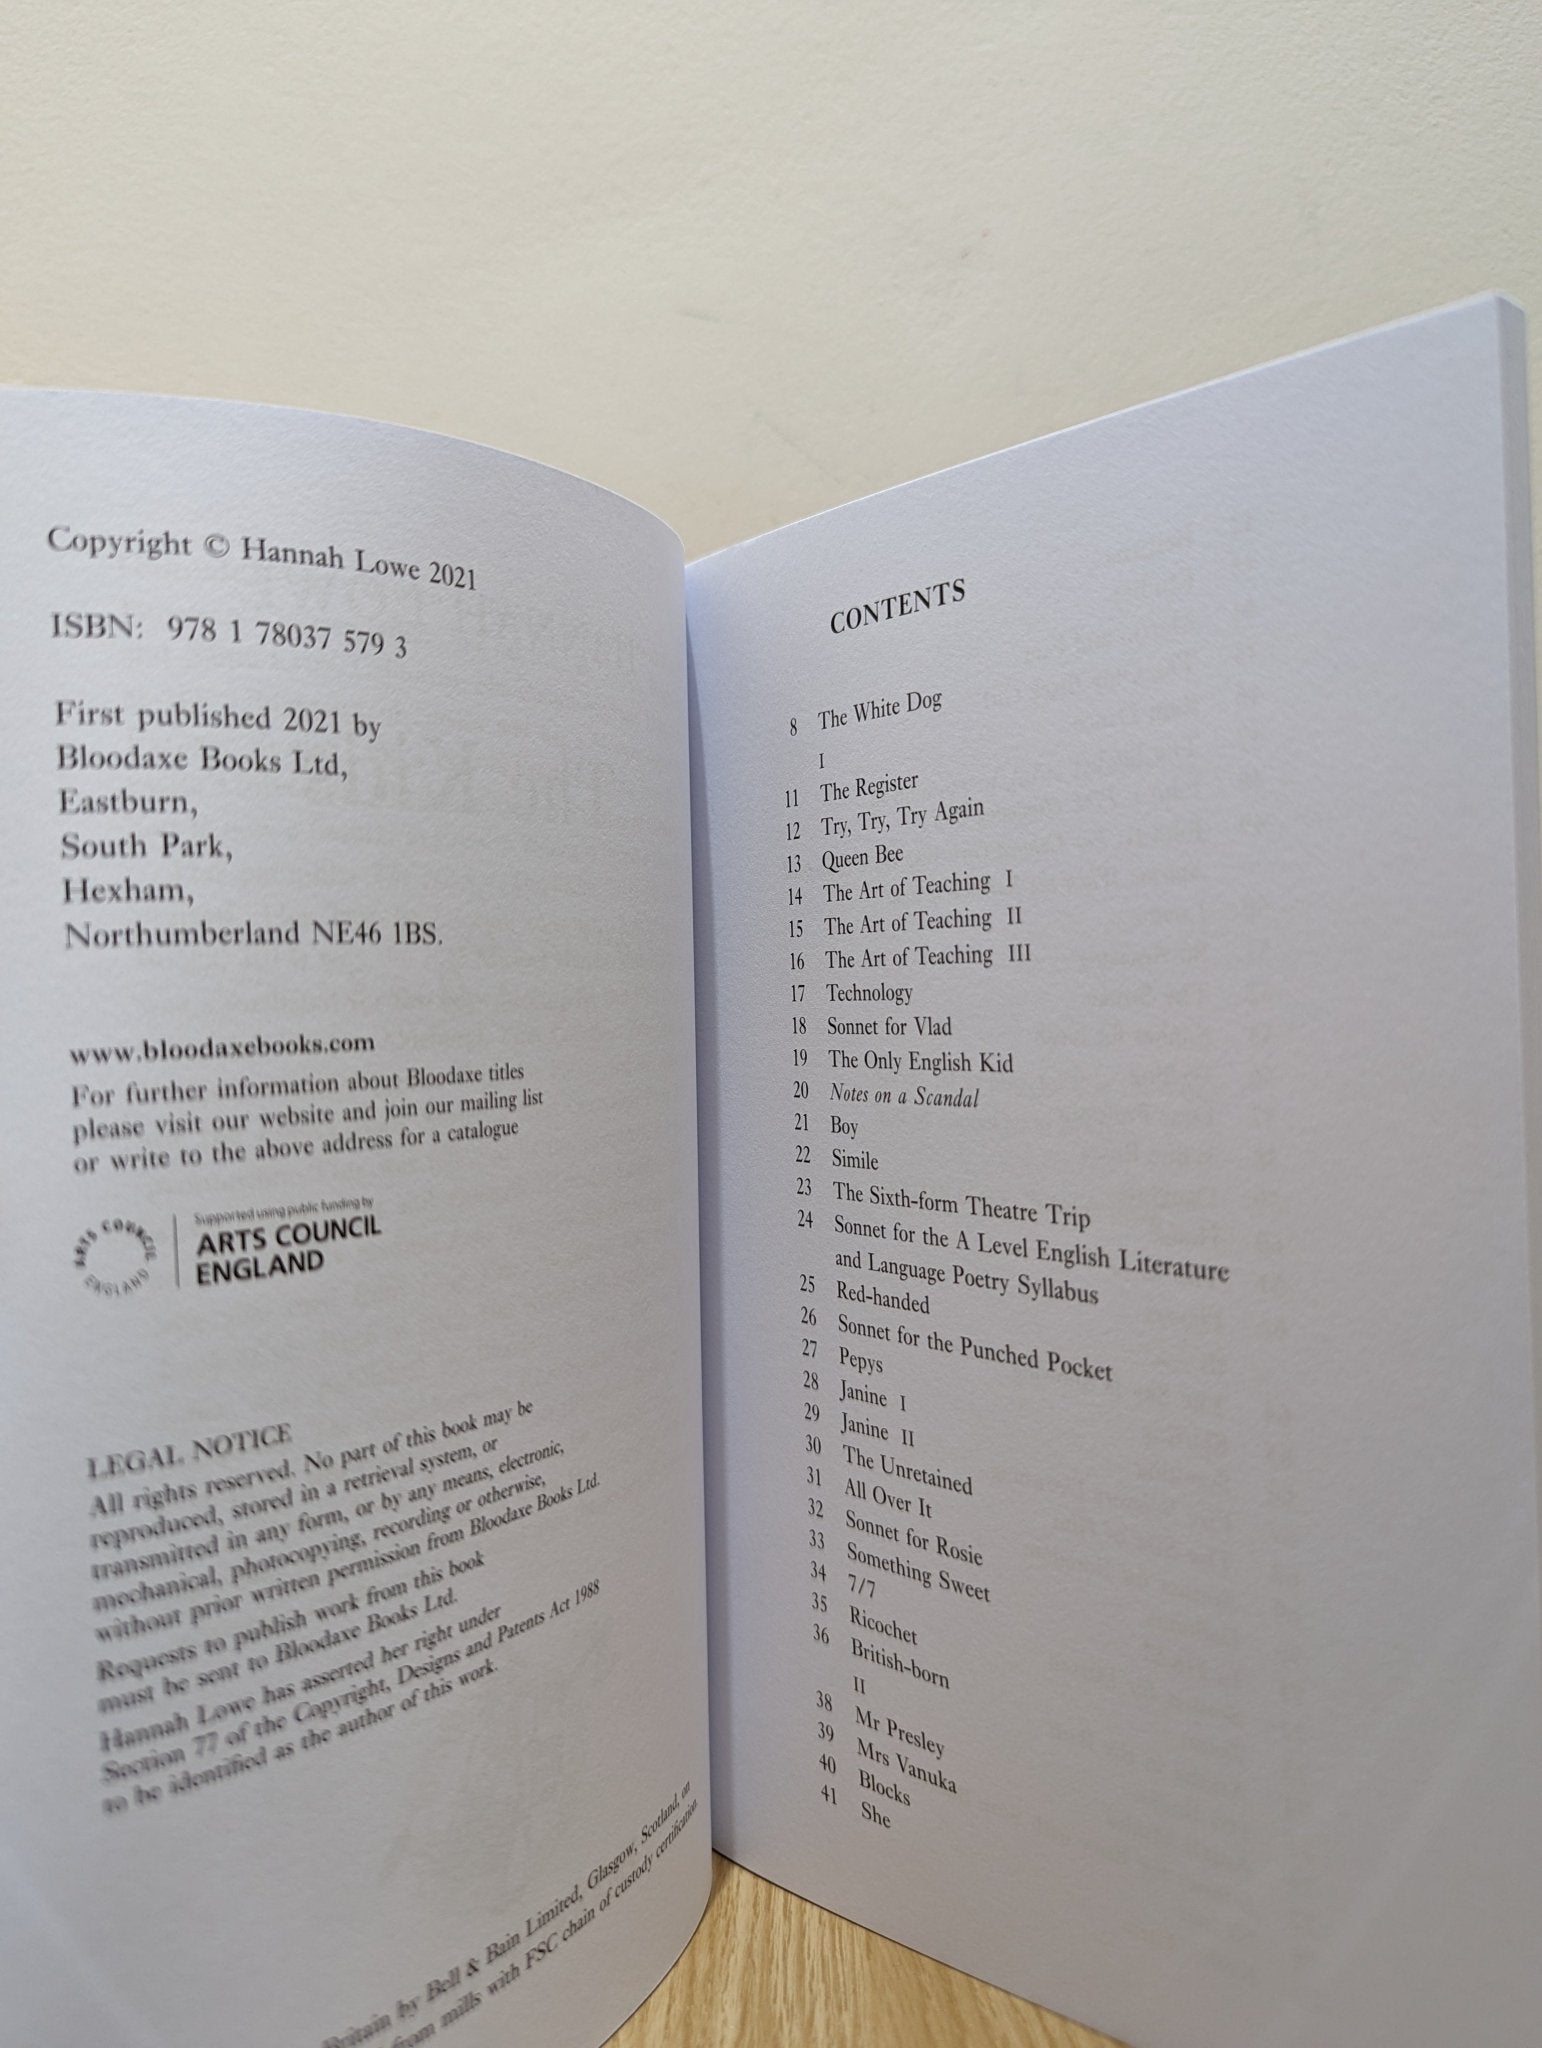 Copyright © Hannah Lowe 2021
ISBN: 978 1 78037 579 3
First published 2021 by
Bloodaxe Books Ltd,
Eastburn,
South Park,
Hexham,
Northumberland NE46 1BS.
www.bloodaxebooks.com
For further information about Bloodaxe titles
please visit our website and join our mailing list
or write to the above address for a catalogue
ARTS COUNCIL ENGLAND
Supported using public funding by
ARTS COUNCIL
ENGLAND
LEGAL NOTICE
All rights reserved. No part of this book may be
reproduced, stored in a retrieval system, or
transmitted in any form, or by any means, electronic,
mechanical, photocopying, recording or otherwise,
without prior written permission from Bloodaxe Books Ltd.
Requests to publish work from this book
must be sent to Bloodaxe Books Ltd.
Hannah Lowe has asserted her right under
Section 77 of the Copyright, Designs and Patents Act 1988
to be identified as the author of this work.
Britain by Bell & Bain Limited, Glasgow, Scotland, on
from mills with FSC chain of custody certification.
CONTENTS
8 The White Dog
I
11 The Register
12 Try, Try, Try Again
13 Queen Bee
14 The Art of Teaching I
15 The Art of Teaching II
16 The Art of Teaching III
17 Technology
18 Sonnet for Vlad
19 The Only English Kid
20 Notes on a Scandal
21 Boy
22 Simile
23 The Sixth-form Theatre Trip
24 Sonnet for the A Level English Literature
and Language Poetry Syllabus
25 Red-handed
26 Sonnet for the Punched Pocket
27 Pepys
28 Janine I
29 Janine II
30 The Unretained
31 All Over It
32 Sonnet for Rosie
33 Something Sweet
34 7/7
35 Ricochet
36 British-born
II
38 Mr Presley
39 Mrs Vanuka
40 Blocks
41 She